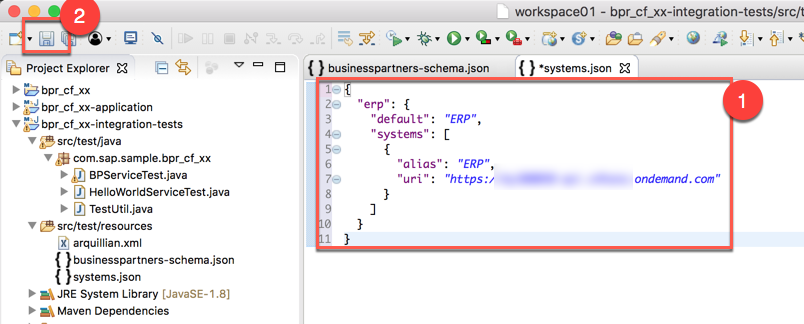 workspace01 - bpr_cf_xx-integration-tests/src/t
2
Project Explorer
bpr_cf_xx
bpr_cf_xx-application
bpr_cf_xx-integration-tests
src/test/java
com.sap.sample.bpr_cf_xx
BPServiceTest.java
HelloWorldServiceTest.java
TestUtil.java
src/test/resources
arquillian.xml
businesspartners-schema.json
systems.json
JRE System Library [JavaSE-1.8]
Maven Dependencies
businesspartners-schema.json
*systems.json
1
1 {
2 "erp": {
3 "default": "ERP",
4 "systems": [
5 {
6 "alias": "ERP",
7 "uri": "https:/ ondemand.com"
8 }
9 ]
10 }
11 }